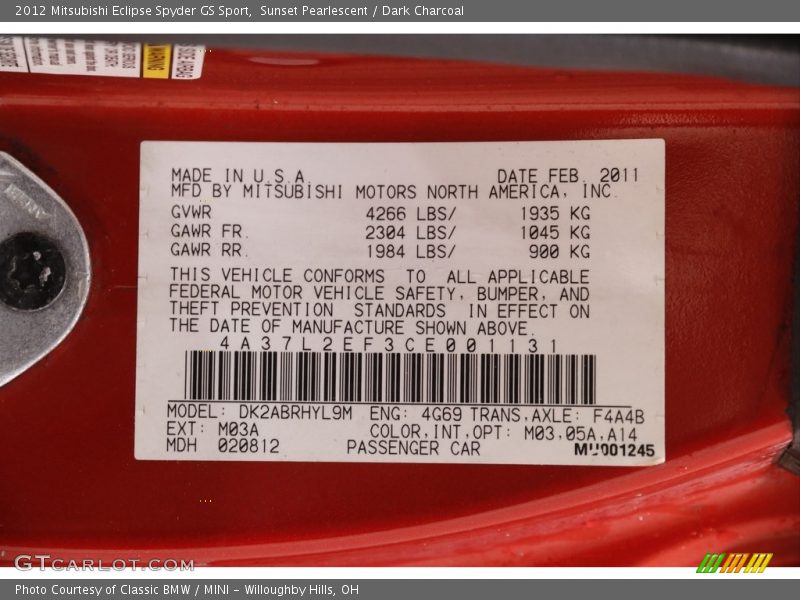 2012 Mitsubishi Eclipse Spyder GS Sport,  Sunset Pearlescent / Dark Charcoal
WARNING
MADE IN U.S.A. DATE FEB. 2011
MFD BY MITSUBISHI MOTORS NORTH AMERICA, INC.
GVWR 4266 LBS/ 1935 KG
GAWR FR. 2304 LBS/ 1045 KG
GAWR RR. 1984 LBS/ 900 KG
THIS VEHICLE CONFORMS TO ALL APPLICABLE
FEDERAL MOTOR VEHICLE SAFETY, BUMPER, AND
THEFT PREVENTION STANDARDS IN EFFECT ON
THE DATE OF MANUFACTURE SHOWN ABOVE.
4A37L2EF3CE001131
MODEL: DK2ABRHYL9M ENG: 4G69 TRANS,AXLE: F4A4B
EXT: M03A COLOR,INT,OPT: M03,05A,A14
MDH 020812 PASSENGER CAR MU001245
GTCARLOT.COM
Photo Courtesy of Classic BMW / MINI - Willoughby Hills, OH